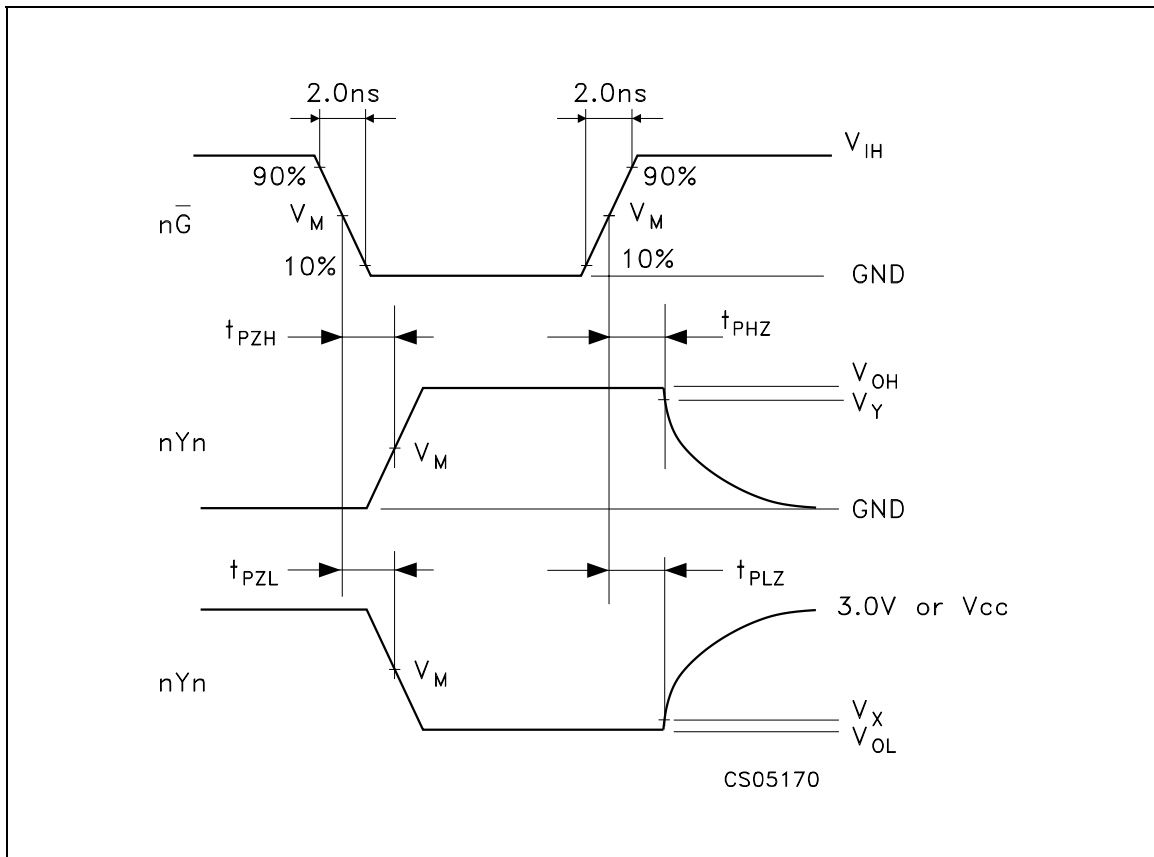 2.0ns 2.0ns
V_IH
90% 90%
nG̅ V_M V_M
10% 10%
GND
t_PZH t_PHZ
V_OH
V_Y
nYn V_M
GND
t_PZL t_PLZ
3.0V or Vcc
nYn V_M
V_X
V_OL
CS05170